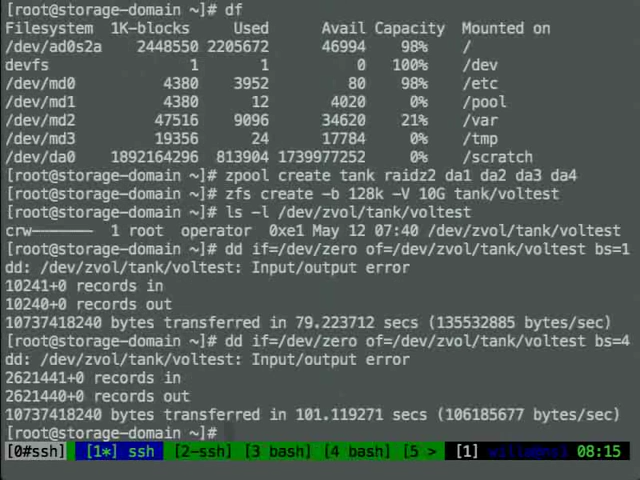 [root@storage-domain ~]# df
Filesystem 1K-blocks Used Avail Capacity Mounted on
/dev/ad0s2a 2448550 2205672 46994 98% /
devfs 1 1 0 100% /dev
/dev/md0 4380 3952 80 98% /etc
/dev/md1 4380 12 4020 0% /pool
/dev/md2 47516 9096 34620 21% /var
/dev/md3 19356 24 17784 0% /tmp
/dev/da0 1892164296 813904 1739977252 0% /scratch
[root@storage-domain ~]# zpool create tank raidz2 da1 da2 da3 da4
[root@storage-domain ~]# zfs create -b 128k -V 10G tank/voltest
[root@storage-domain ~]# ls -l /dev/zvol/tank/voltest
crw------- 1 root operator 0xe1 May 12 07:40 /dev/zvol/tank/voltest
[root@storage-domain ~]# dd if=/dev/zero of=/dev/zvol/tank/voltest bs=1
dd: /dev/zvol/tank/voltest: Input/output error
10241+0 records in
10240+0 records out
10737418240 bytes transferred in 79.223712 secs (135532885 bytes/sec)
[root@storage-domain ~]# dd if=/dev/zero of=/dev/zvol/tank/voltest bs=4
dd: /dev/zvol/tank/voltest: Input/output error
2621441+0 records in
2621440+0 records out
10737418240 bytes transferred in 101.119271 secs (106185677 bytes/sec)
[root@storage-domain ~]#
[0#ssh] [1*] ssh [2-ssh] [3 bash] [4 bash] [5 > [1] 08:15